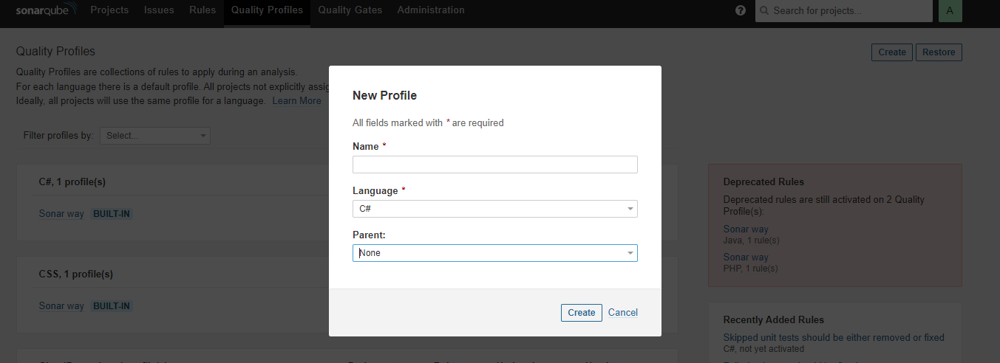 sonarqube Projects Issues Rules Quality Profiles Quality Gates Administration ? Search for projects... A
Quality Profiles
Create Restore
Quality Profiles are collections of rules to apply during an analysis.
For each language there is a default profile. All projects not explicitly assig
Ideally, all projects will use the same profile for a language. Learn More
Filter profiles by: Select...
C#, 1 profile(s)
Sonar way BUILT-IN
CSS, 1 profile(s)
Sonar way BUILT-IN
New Profile
All fields marked with * are required
Name *
Language *
C#
Parent:
None
Create Cancel
Deprecated Rules
Deprecated rules are still activated on 2 Quality
Profile(s):
Sonar way
Java, 1 rule(s)
Sonar way
PHP, 1 rule(s)
Recently Added Rules
Skipped unit tests should be either removed or fixed
C#, not yet activated